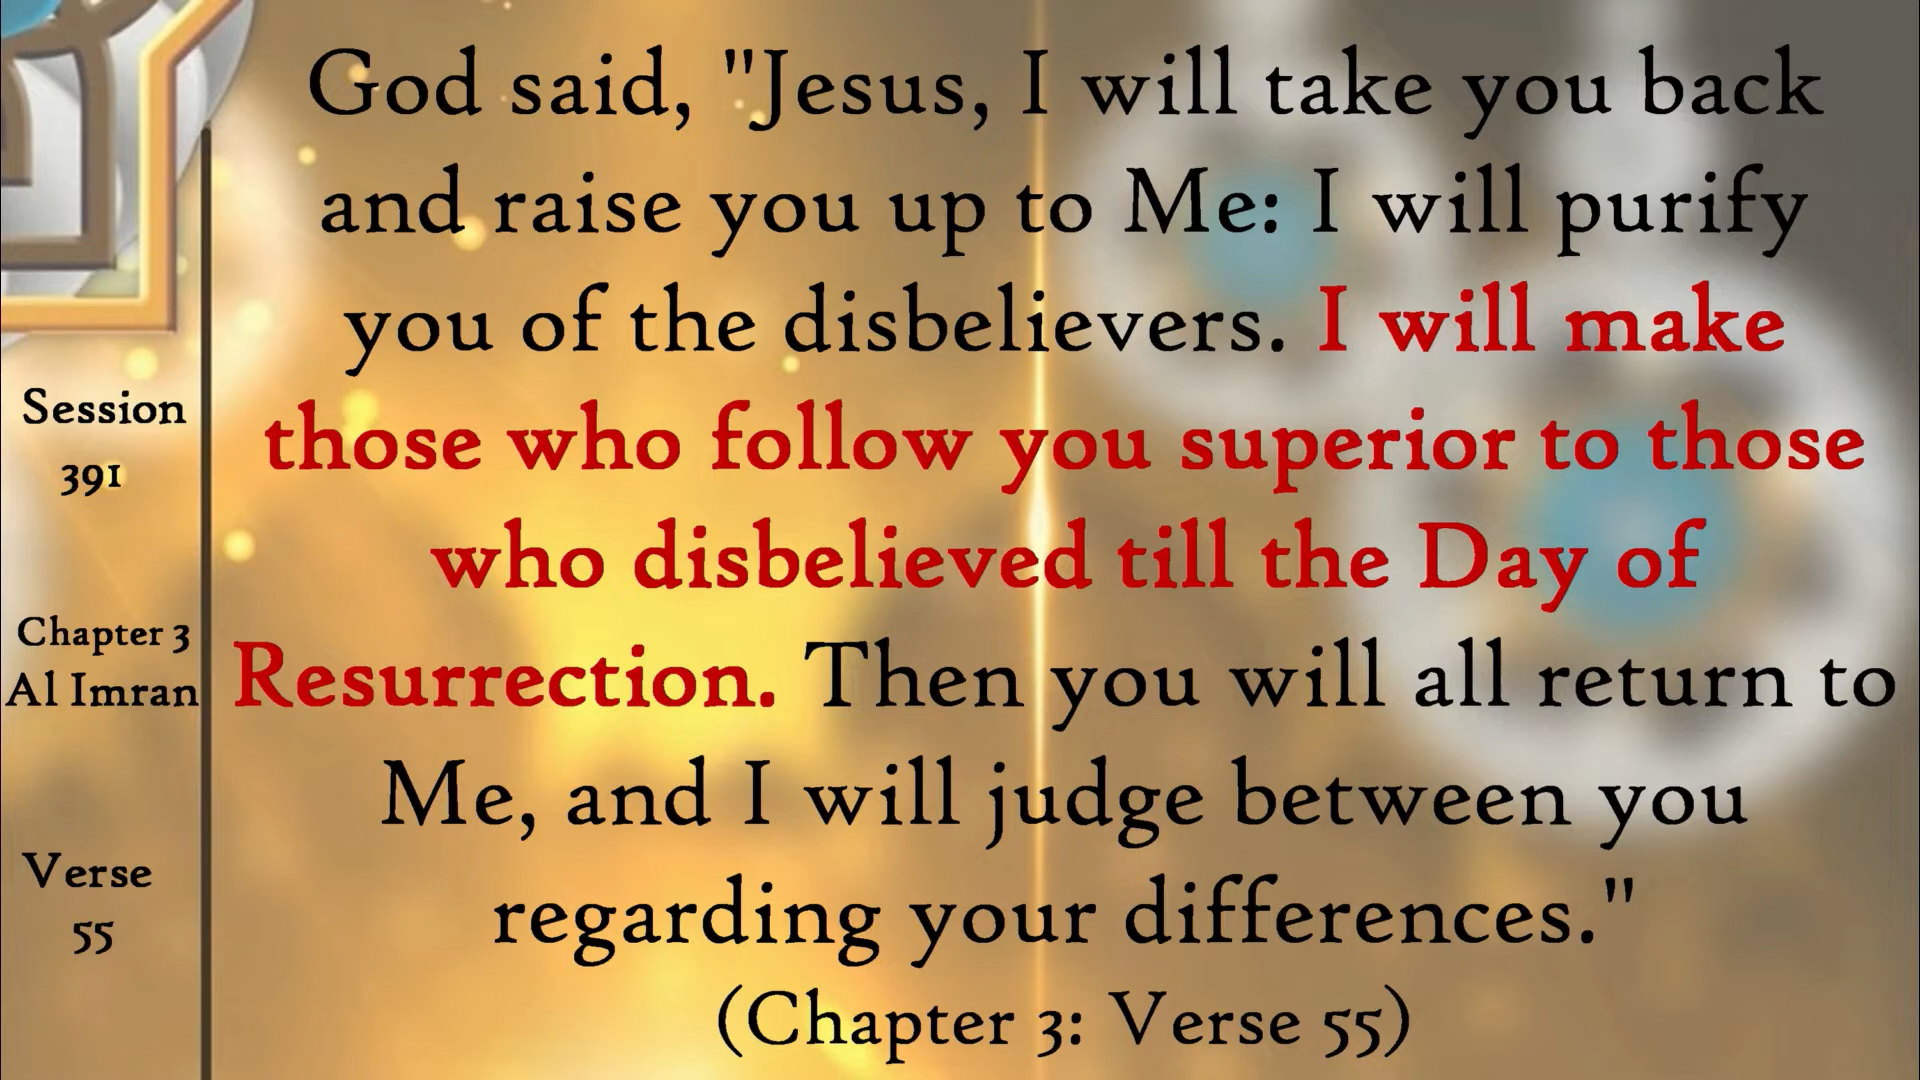 God said, "Jesus, I will take you back
and raise you up to Me: I will purify
you of the disbelievers. I will make
those who follow you superior to those
who disbelieved till the Day of
Resurrection. Then you will all return to
Me, and I will judge between you
regarding your differences."
(Chapter 3: Verse 55)
Session
391
Chapter 3
Al Imran
Verse
55